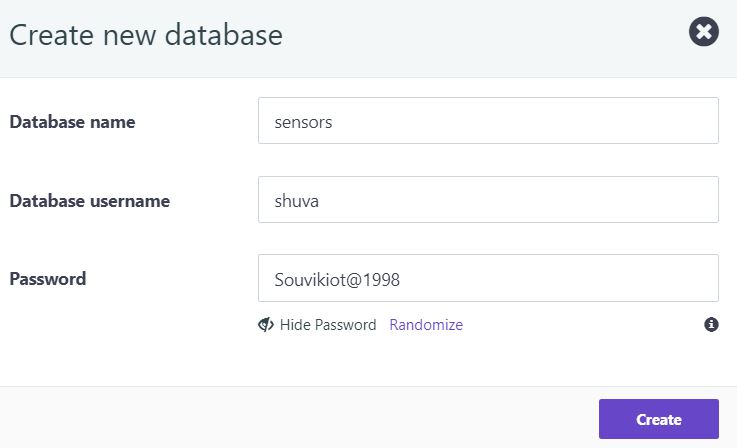 Create new database
Database name
sensors
Database username
shuva
Password
Souvikiot@1998
Hide Password Randomize
Create